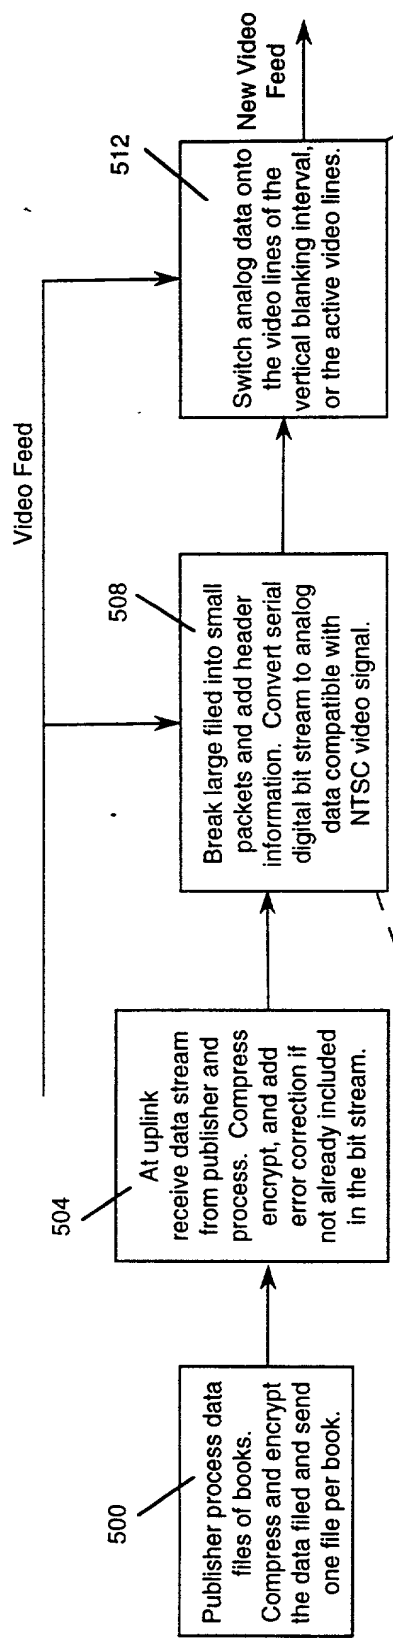 500
Publisher process data
files of books.
Compress and encrypt
the data filed and send
one file per book.
504
At uplink
receive data stream
from publisher and
process. Compress
encrypt, and add
error correction if
not already included
in the bit stream.
Video Feed
508
Break large filed into small
packets and add header
information. Convert serial
digital bit stream to analog
data compatible with
NTSC video signal.
512
Switch analog data onto
the video lines of the
vertical blanking interval,
or the active video lines.
New Video
Feed